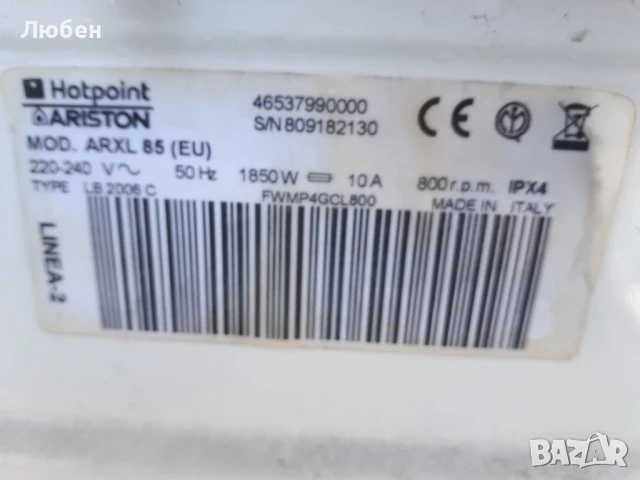 Любен
Hotpoint
ARISTON
46537990000
S/N 809182130
CE
MOD. ARXL 85 (EU)
220-240 V~ 50 Hz 1850 W 10 A 800 r.p.m. IPX4
TYPE LB 2006 C FWMP4GCL800 MADE IN ITALY
LINEA-2
BAZAR